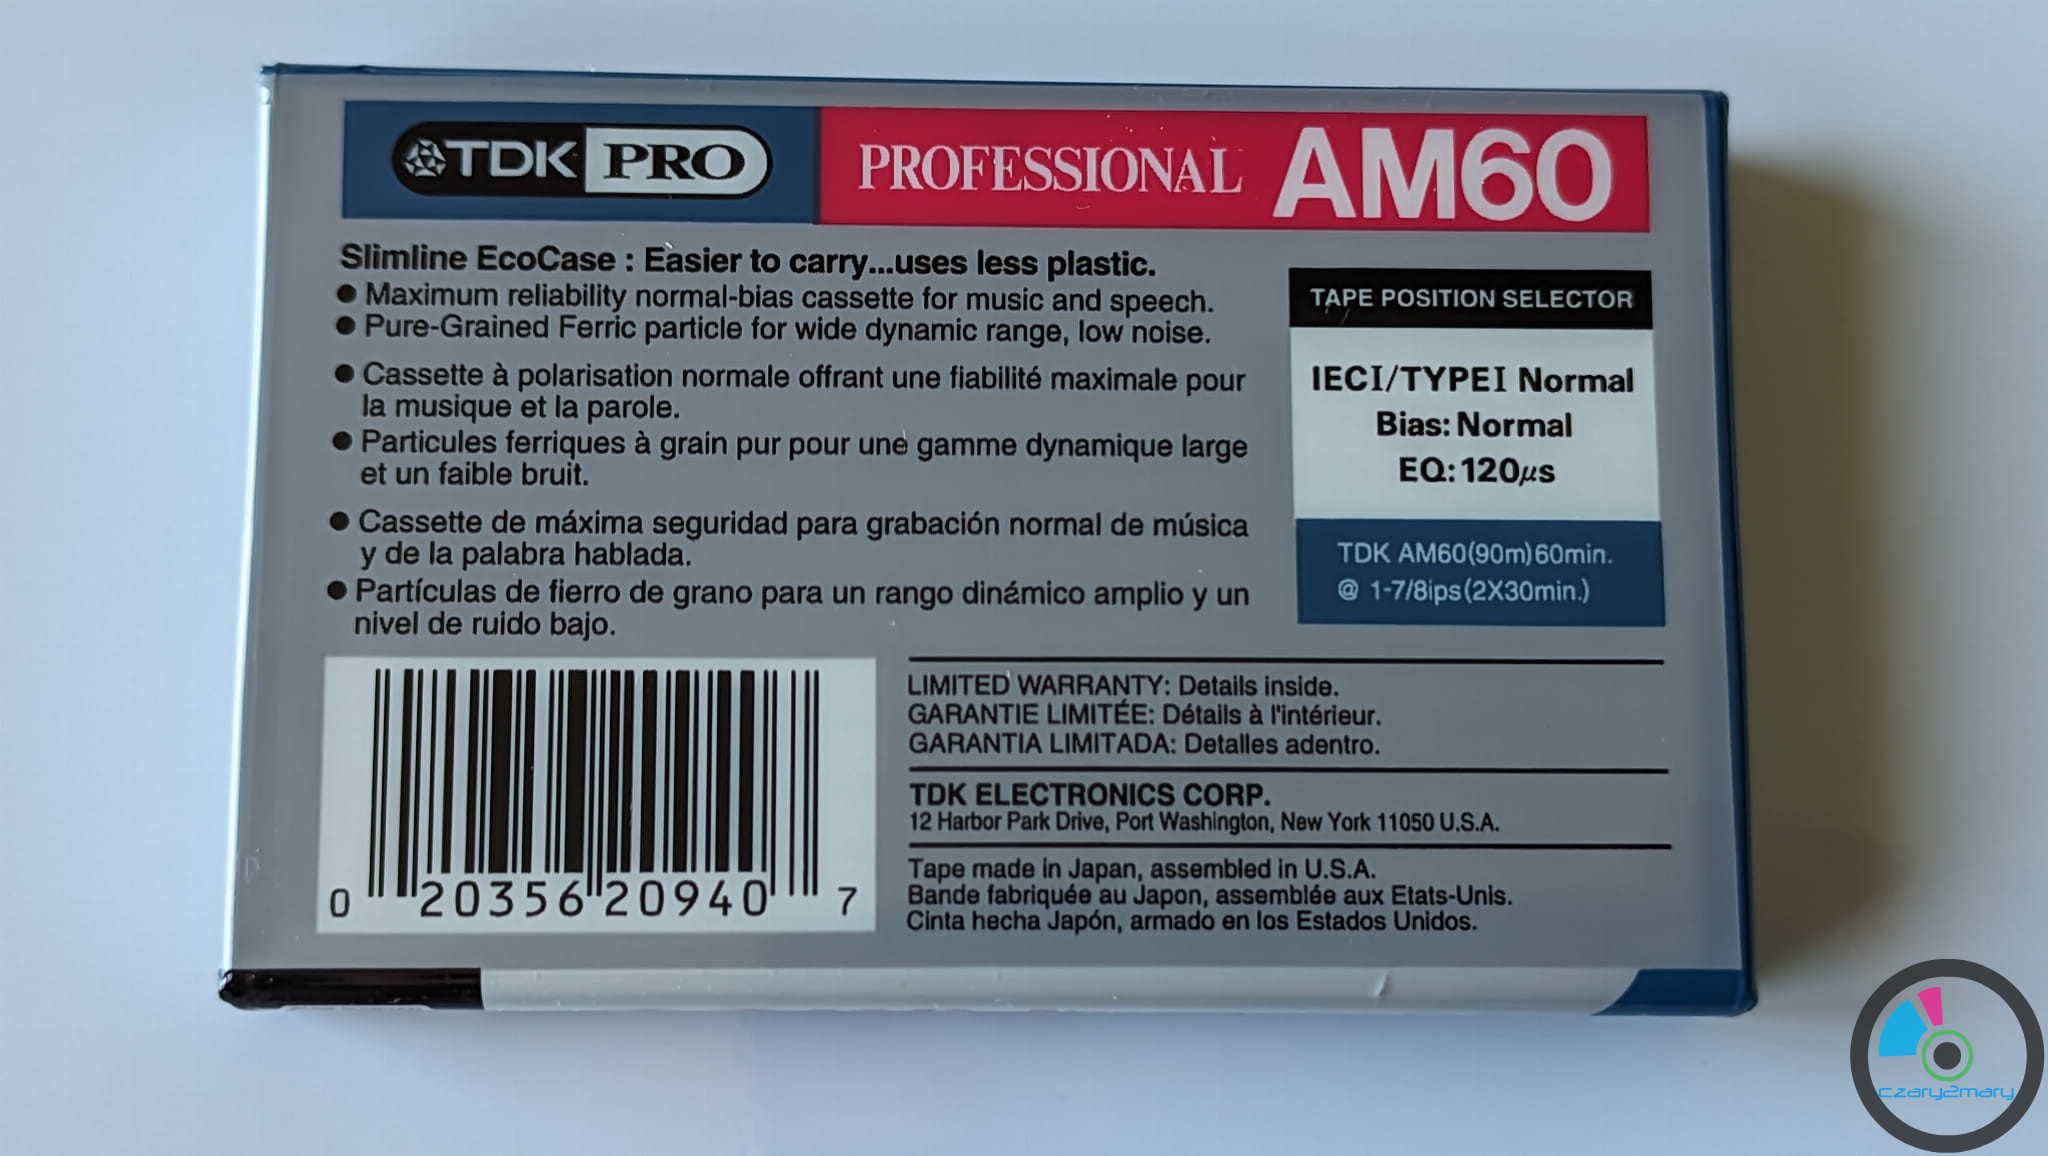 TDK PRO
PROFESSIONAL AM60
Slimline EcoCase : Easier to carry...uses less plastic.
● Maximum reliability normal-bias cassette for music and speech.
● Pure-Grained Ferric particle for wide dynamic range, low noise.
● Cassette à polarisation normale offrant une fiabilité maximale pour
la musique et la parole.
● Particules ferriques à grain pur pour une gamme dynamique large
et un faible bruit.
● Cassette de máxima seguridad para grabación normal de música
y de la palabra hablada.
● Partículas de fierro de grano para un rango dinámico amplio y un
nivel de ruido bajo.
TAPE POSITION SELECTOR
IECI/TYPEI Normal
Bias: Normal
EQ: 120μs
TDK AM60(90m)60min.
@ 1-7/8ips(2X30min.)
0 20356 20940 7
LIMITED WARRANTY: Details inside.
GARANTIE LIMITÉE: Détails à l'intérieur.
GARANTIA LIMITADA: Detalles adentro.
TDK ELECTRONICS CORP.
12 Harbor Park Drive, Port Washington, New York 11050 U.S.A.
Tape made in Japan, assembled in U.S.A.
Bande fabriquée au Japon, assemblée aux Etats-Unis.
Cinta hecha Japón, armado en los Estados Unidos.
czary2mary